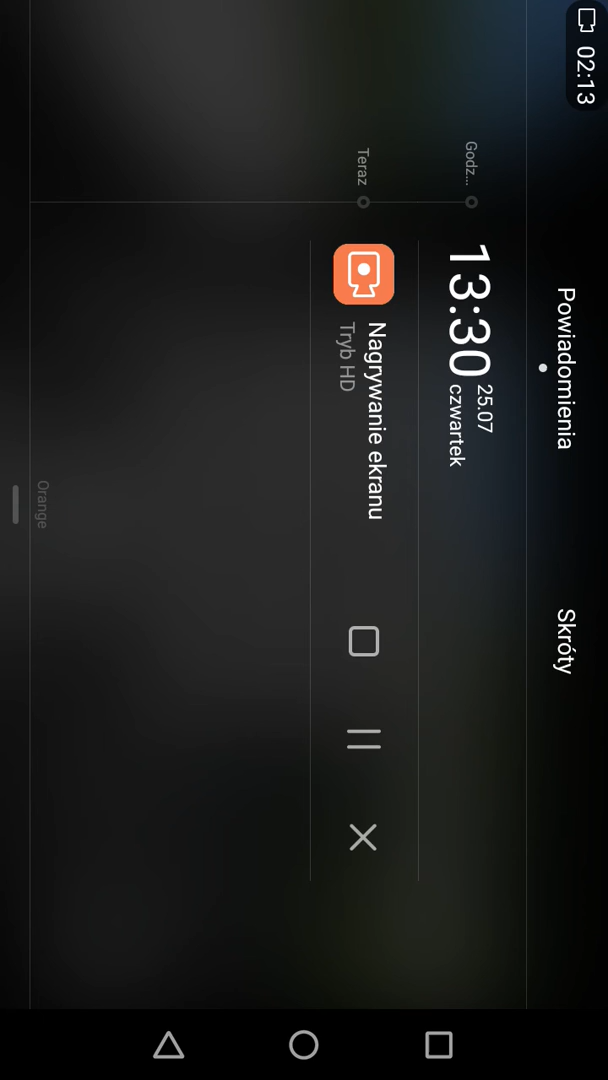 02:13
Powiadomienia
Skróty
Godz...
13:30
25.07
czwartek
Teraz
Nagrywanie ekranu
Tryb HD
Orange